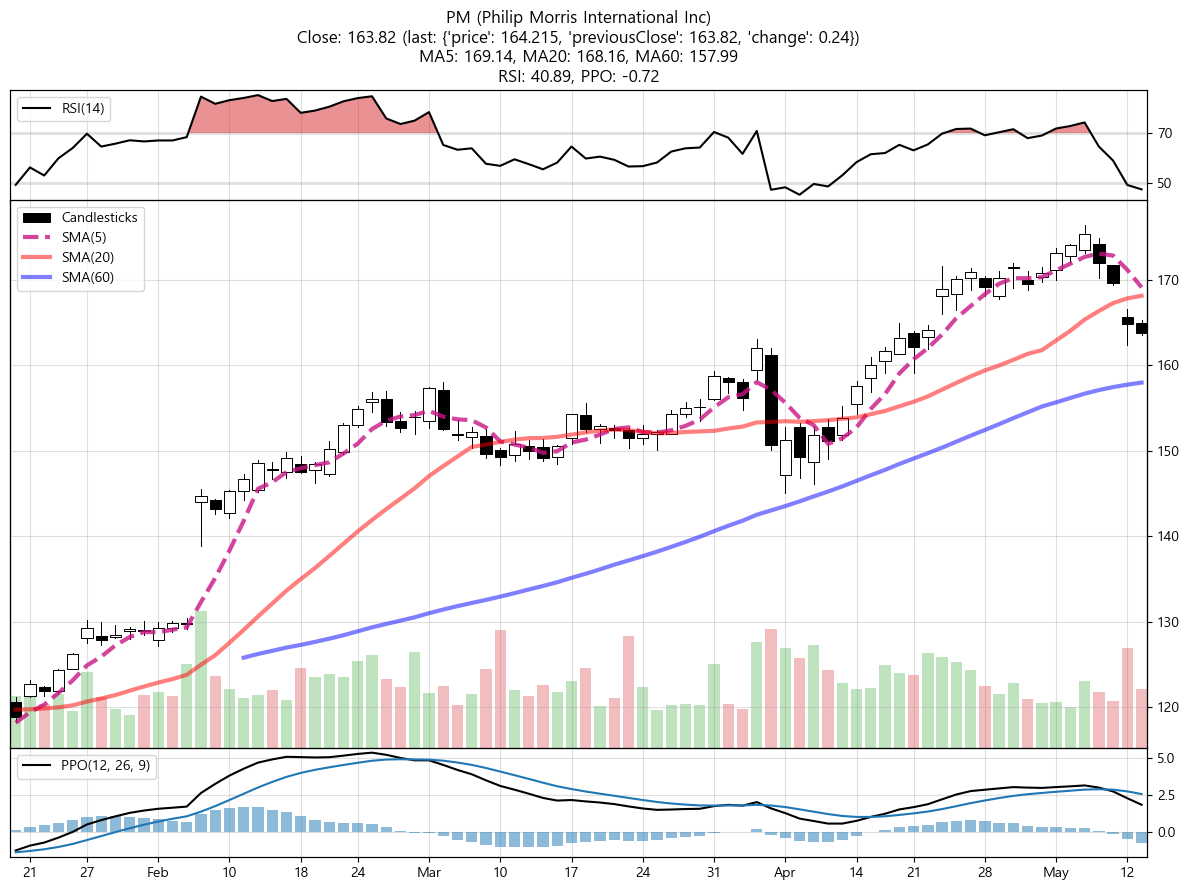 PM (Philip Morris International Inc)
Close: 163.82 (last: {'price': 164.215, 'previousClose': 163.82, 'change': 0.24})
MA5: 169.14, MA20: 168.16, MA60: 157.99
RSI: 40.89, PPO: -0.72
RSI(14)
70
50
Candlesticks
SMA(5)
SMA(20)
SMA(60)
170
160
150
140
130
120
PPO(12, 26, 9)
5.0
2.5
0.0
21 27 Feb 10 18 24 Mar 10 17 24 31 Apr 14 21 28 May 12